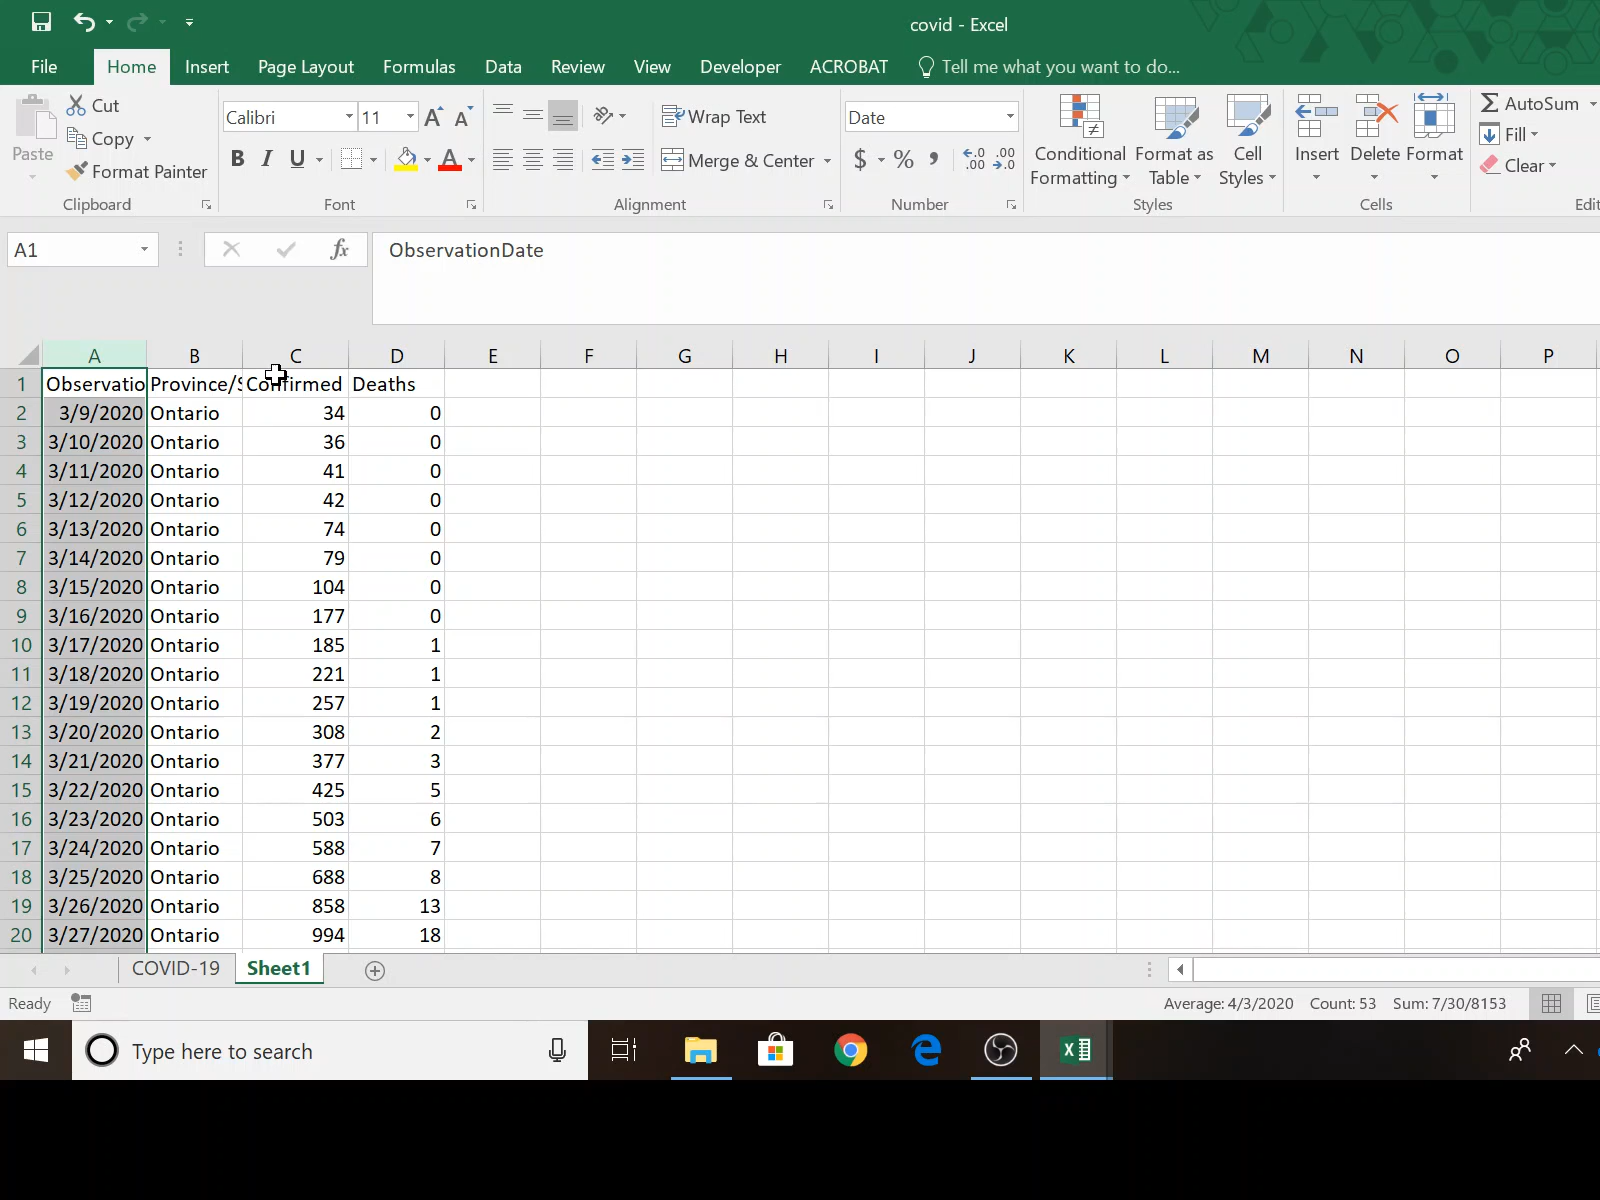 covid - Excel
File Home Insert Page Layout Formulas Data Review View Developer ACROBAT Tell me what you want to do...
Paste Cut Copy Format Painter
Clipboard
Calibri 11 A A
B I U A
Font
Wrap Text
Merge & Center
Alignment
Date
$ % , ←.0 .00 .00 →.0
Number
Conditional Formatting Format as Table Cell Styles
Styles
Insert Delete Format
Cells
AutoSum
Fill
Clear
Edit
A1 fx ObservationDate
A B C D E F G H I J K L M N O P
1 Observatio Province/S Confirmed Deaths
2 3/9/2020 Ontario 34 0
3 3/10/2020 Ontario 36 0
4 3/11/2020 Ontario 41 0
5 3/12/2020 Ontario 42 0
6 3/13/2020 Ontario 74 0
7 3/14/2020 Ontario 79 0
8 3/15/2020 Ontario 104 0
9 3/16/2020 Ontario 177 0
10 3/17/2020 Ontario 185 1
11 3/18/2020 Ontario 221 1
12 3/19/2020 Ontario 257 1
13 3/20/2020 Ontario 308 2
14 3/21/2020 Ontario 377 3
15 3/22/2020 Ontario 425 5
16 3/23/2020 Ontario 503 6
17 3/24/2020 Ontario 588 7
18 3/25/2020 Ontario 688 8
19 3/26/2020 Ontario 858 13
20 3/27/2020 Ontario 994 18
COVID-19 Sheet1
Ready Average: 4/3/2020 Count: 53 Sum: 7/30/8153
Type here to search